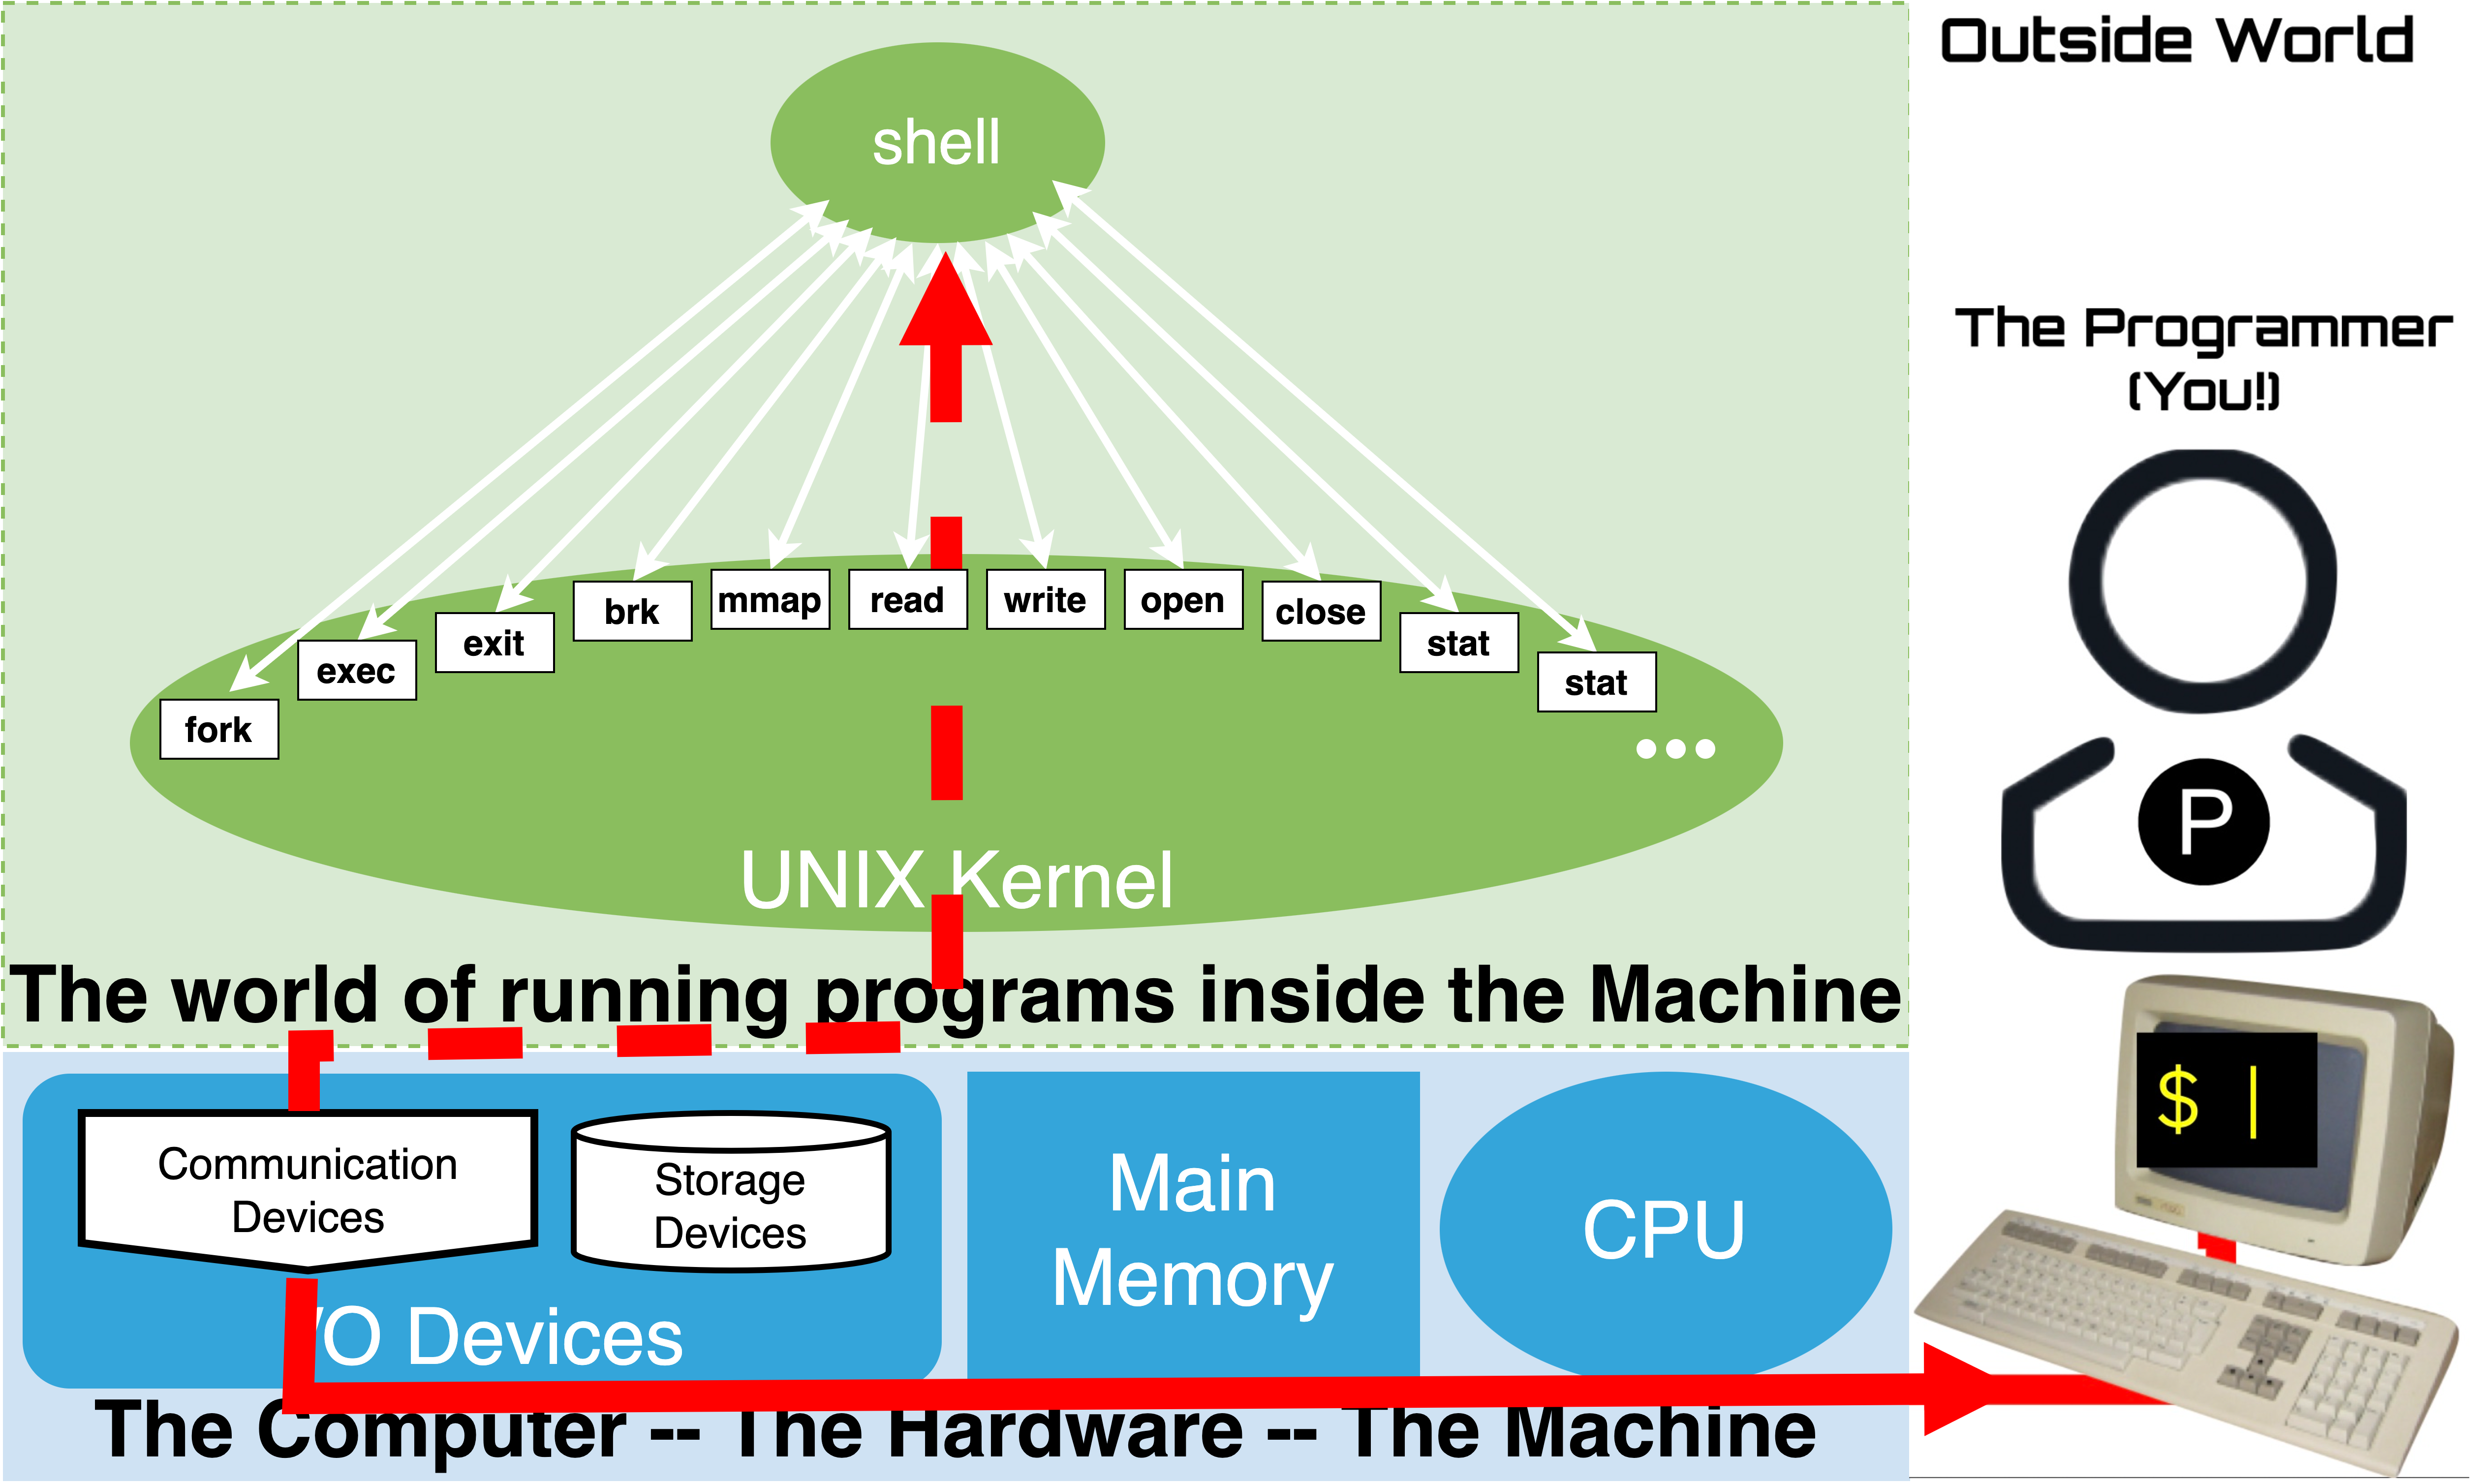 Outside World
shell
The Programmer
(You!)
fork
exec
exit
brk
mmap
read
write
open
close
stat
stat
UNIX Kernel
P
The world of running programs inside the Machine
$ |
Communication
Devices
Storage
Devices
/O Devices
Main
Memory
CPU
The Computer -- The Hardware -- The Machine